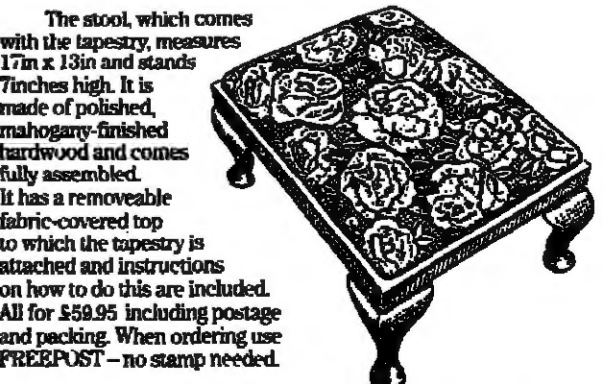 The stool, which comes
with the tapestry, measures
17in x 13in and stands
7inches high. It is
made of polished,
mahogany-finished
hardwood and comes
fully assembled.
It has a removeable
fabric-covered top
to which the tapestry is
attached and instructions
on how to do this are included.
All for £59.95 including postage
and packing. When ordering use
FREEPOST – no stamp needed.